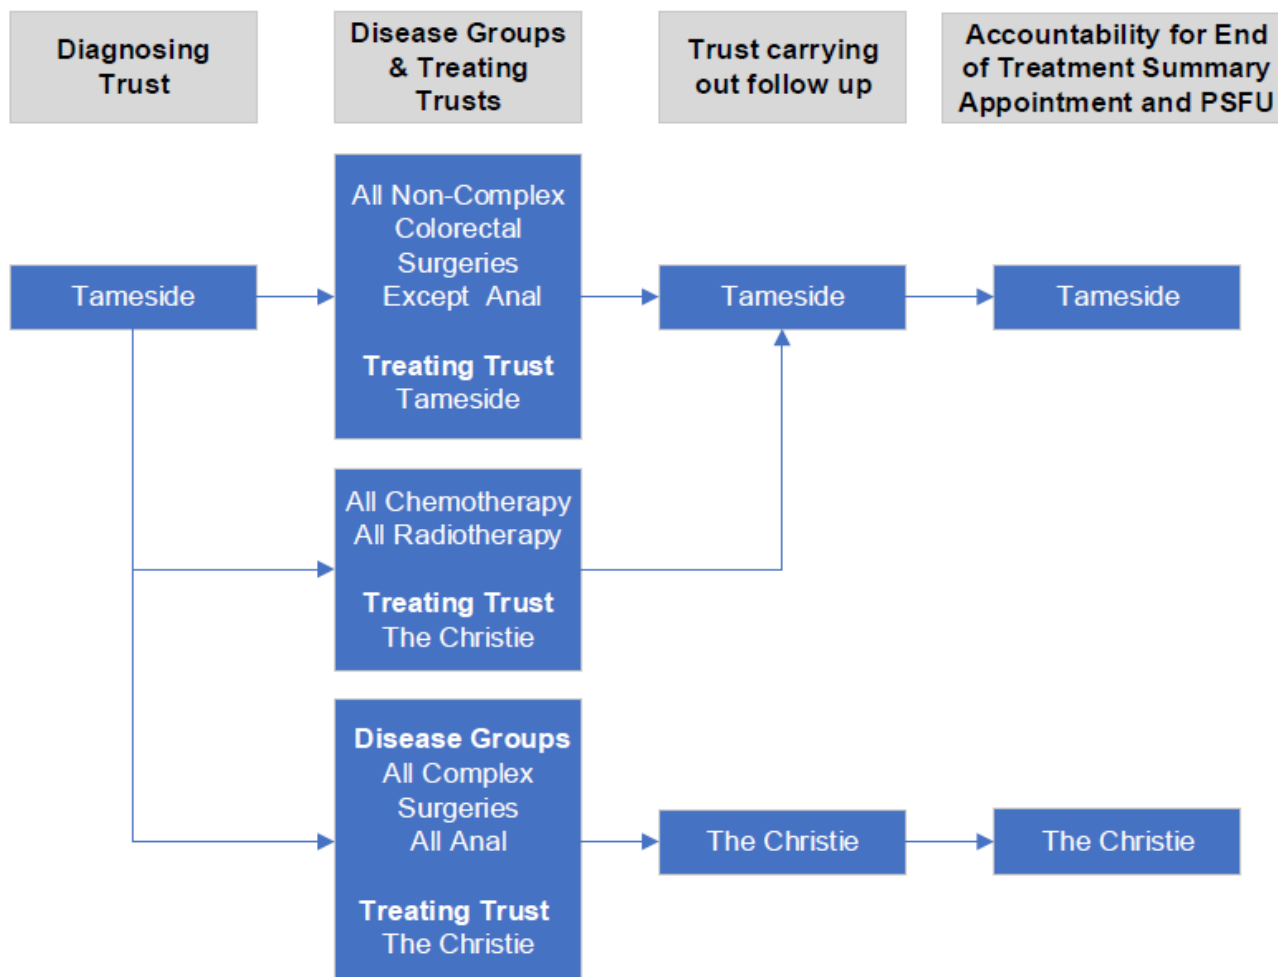 Diagnosing
Trust
Disease Groups
& Treating
Trusts
Trust carrying
out follow up
Accountability for End
of Treatment Summary
Appointment and PSFU
Tameside
All Non-Complex
Colorectal
Surgeries
Except Anal
Treating Trust
Tameside
Tameside
Tameside
All Chemotherapy
All Radiotherapy
Treating Trust
The Christie
Disease Groups
All Complex
Surgeries
All Anal
Treating Trust
The Christie
The Christie
The Christie